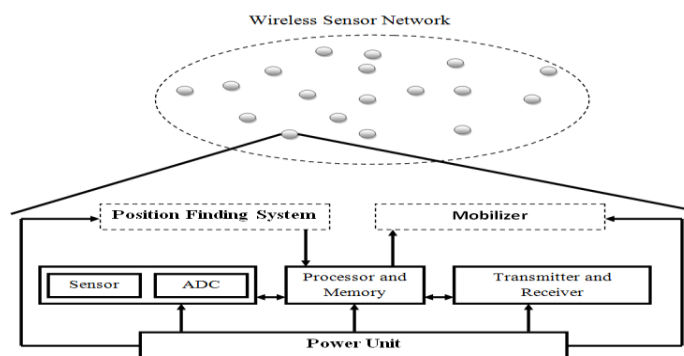 Wireless Sensor Network
Position Finding System
Mobilizer
Sensor
ADC
Processor and
Memory
Transmitter and
Receiver
Power Unit